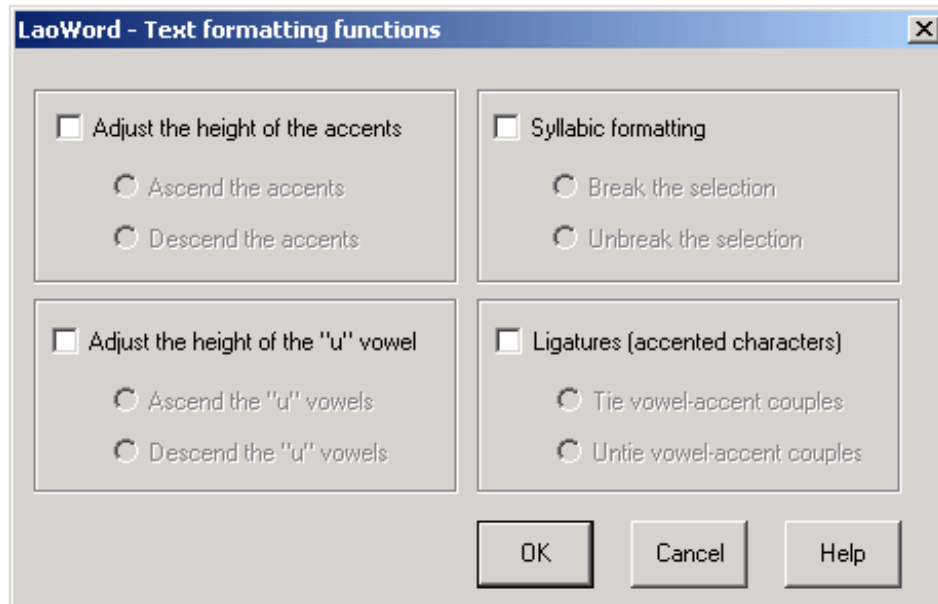 LaoWord - Text formatting functions
Adjust the height of the accents
Ascend the accents
Descend the accents
Syllabic formatting
Break the selection
Unbreak the selection
Adjust the height of the "u" vowel
Ascend the "u" vowels
Descend the "u" vowels
Ligatures (accented characters)
Tie vowel-accent couples
Untie vowel-accent couples
OK
Cancel
Help